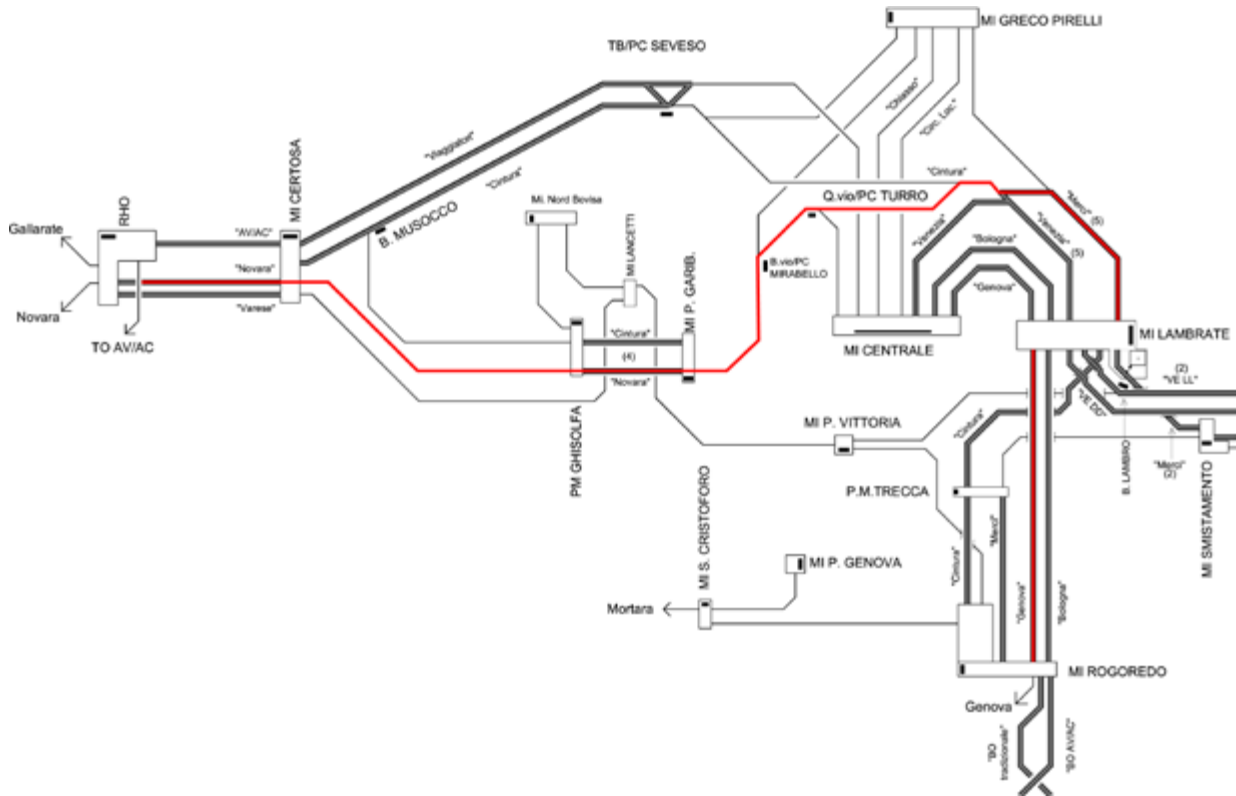 MI GRECO PIRELLI
TB/PC SEVESO
"Chiasso"
"Circ. Loc."
"Viaggiatori"
"Cintura"
"Cintura"
Q.vio/PC TURRO
"Merci"
(5)
MI CERTOSA
RHO
Gallarate
"AV/AC"
B. MUSOCCO
Mi. Nord Bovisa
"Venezia"
"Bologna"
"Venezia"
(5)
"Novara"
MI LANCETTI
B.vio/PC
MIRABELLO
"Genova"
Novara
"Varese"
MI P. GARIB.
TO AV/AC
"Cintura"
(4)
"Novara"
MI CENTRALE
MI LAMBRATE
PM GHISOLFA
(2)
"VE LL"
"VE DD"
MI P. VITTORIA
"Cintura"
B. LAMBRO
"Merci"
(2)
MI SMISTAMENTO
P.M.TRECCA
"Merci"
"Cintura"
MI S. CRISTOFORO
MI P. GENOVA
"Genova"
"Bologna"
Mortara
MI ROGOREDO
Genova
"BO
tradizionale"
"BO AV/AC"